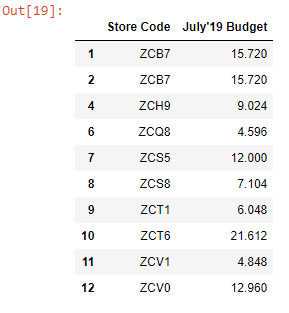 Out[19]:
Store Code July'19 Budget
1 ZCB7 15.720
2 ZCB7 15.720
4 ZCH9 9.024
6 ZCQ8 4.596
7 ZCS5 12.000
8 ZCS8 7.104
9 ZCT1 6.048
10 ZCT6 21.612
11 ZCV1 4.848
12 ZCV0 12.960